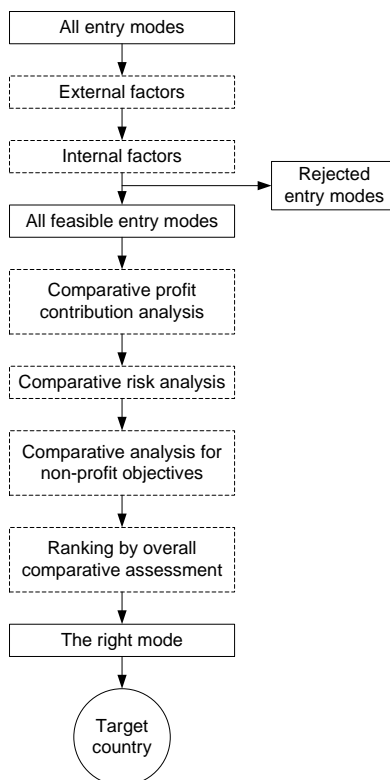 All entry modes
External factors
Internal factors
Rejected
entry modes
All feasible entry modes
Comparative profit
contribution analysis
Comparative risk analysis
Comparative analysis for
non-profit objectives
Ranking by overall
comparative assessment
The right mode
Target
country